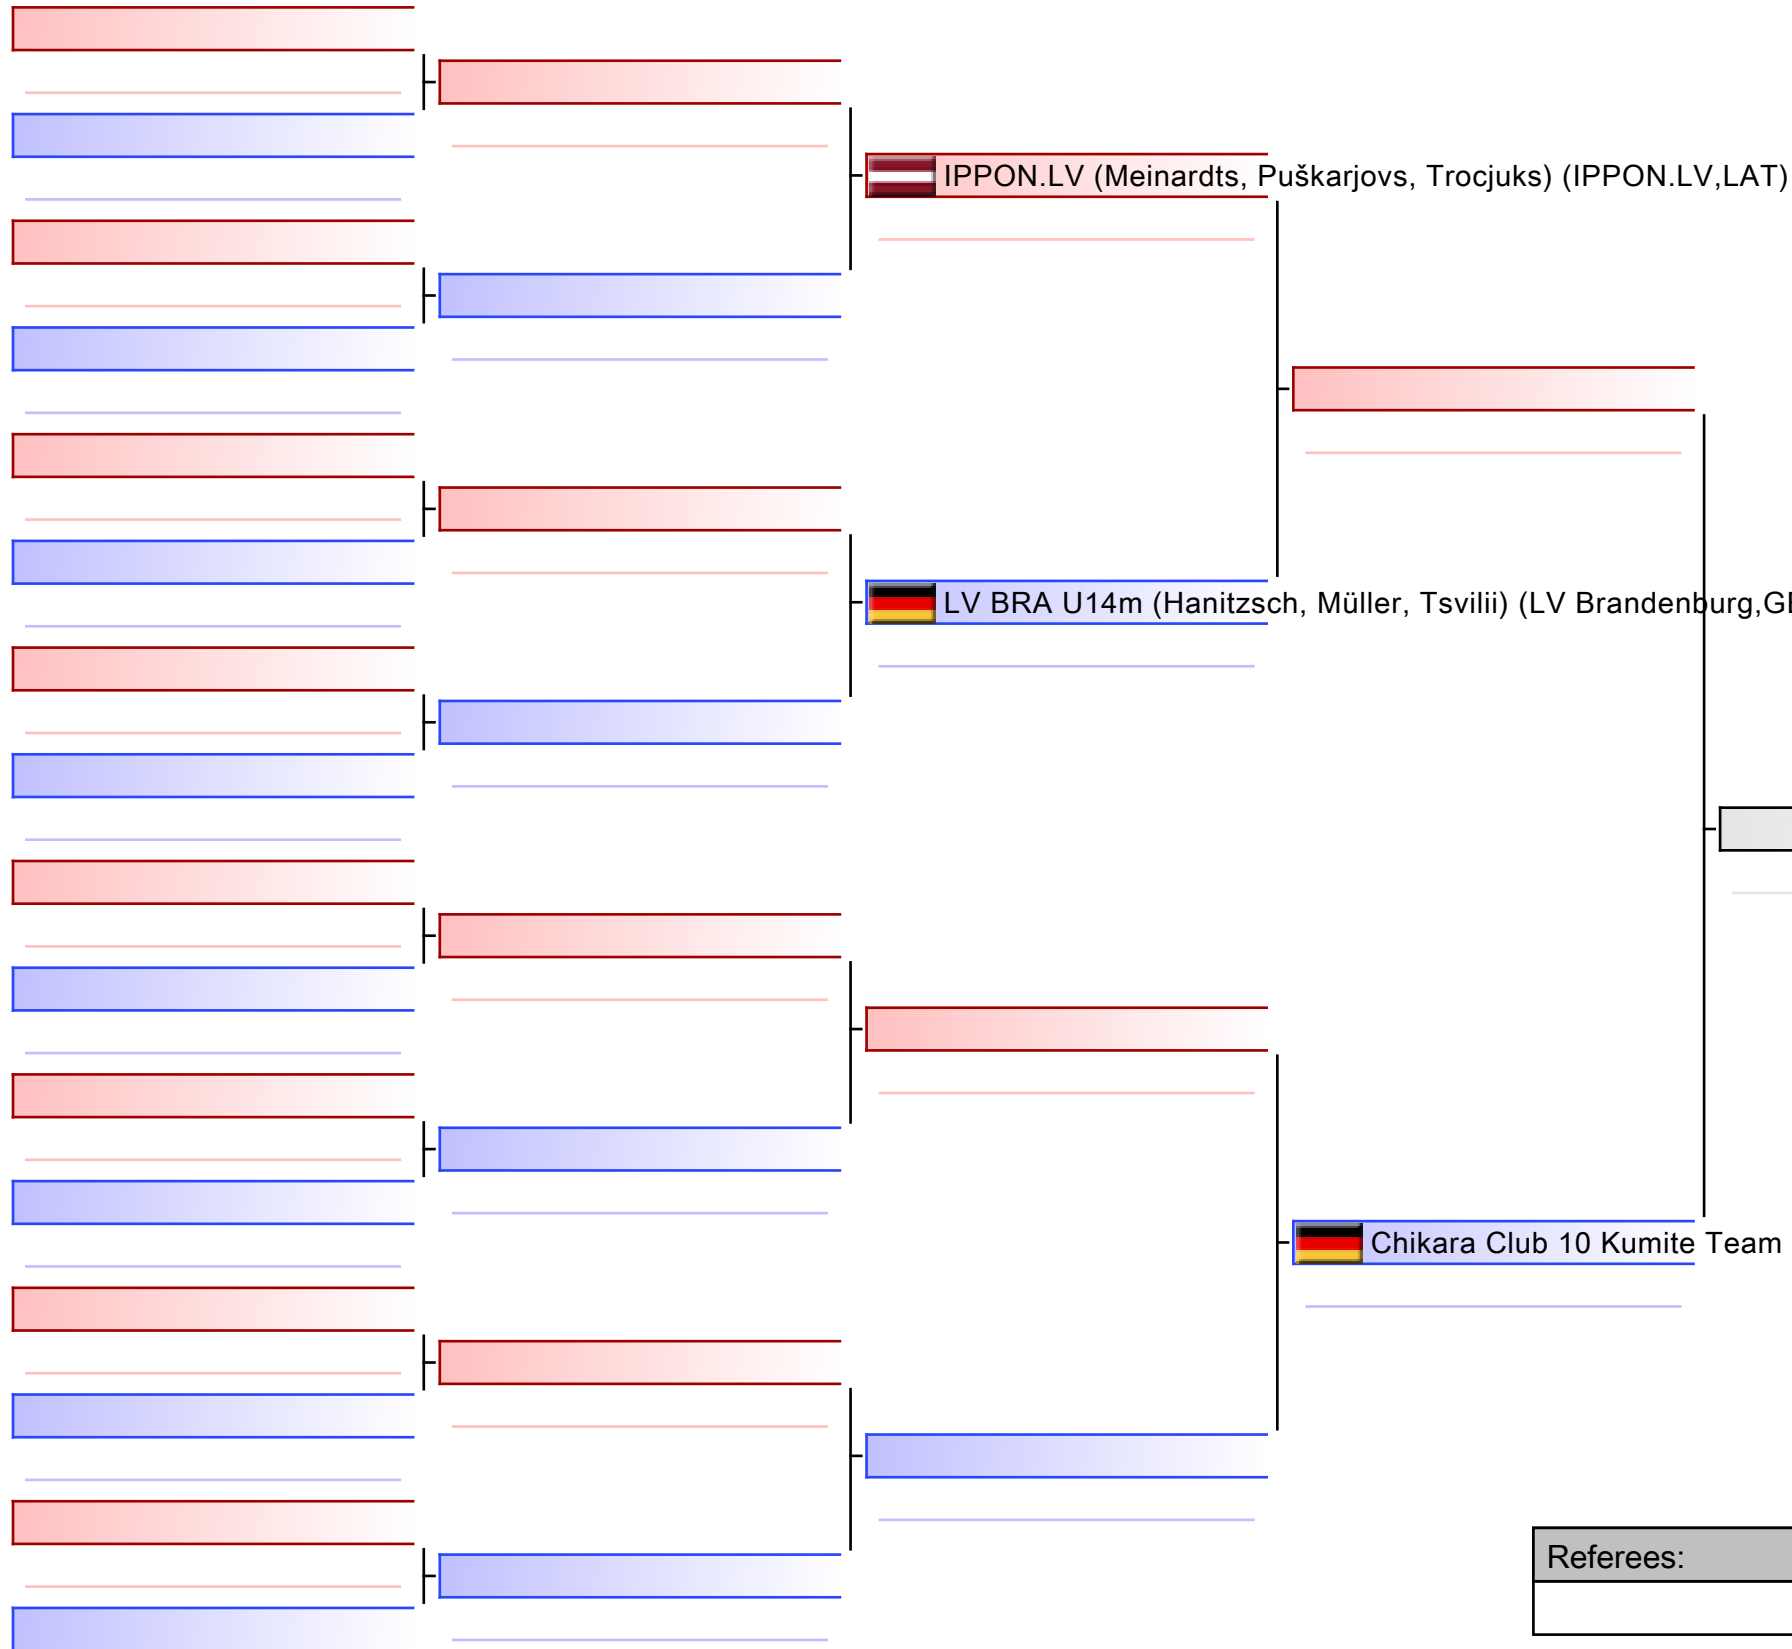 IPPON.LV (Meinardts, Puškarjovs, Trocjuks) (IPPON.LV,LAT)
LV BRA U14m (Hanitzsch, Müller, Tsvilii) (LV Brandenburg,G
Chikara Club 10 Kumite Team
Referees: